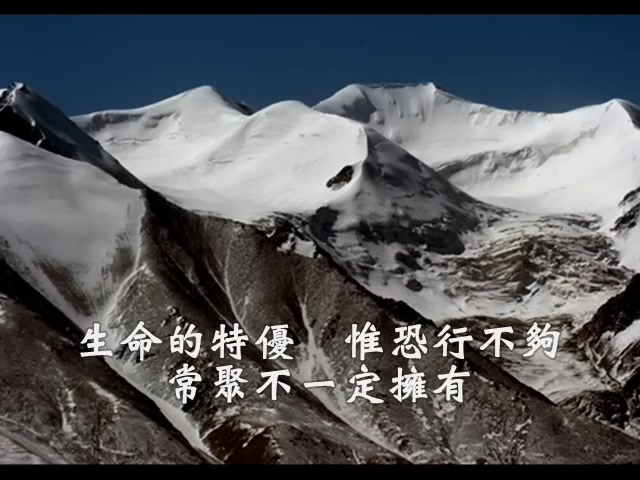 生命的特優　惟恐行不夠
常聚不一定擁有